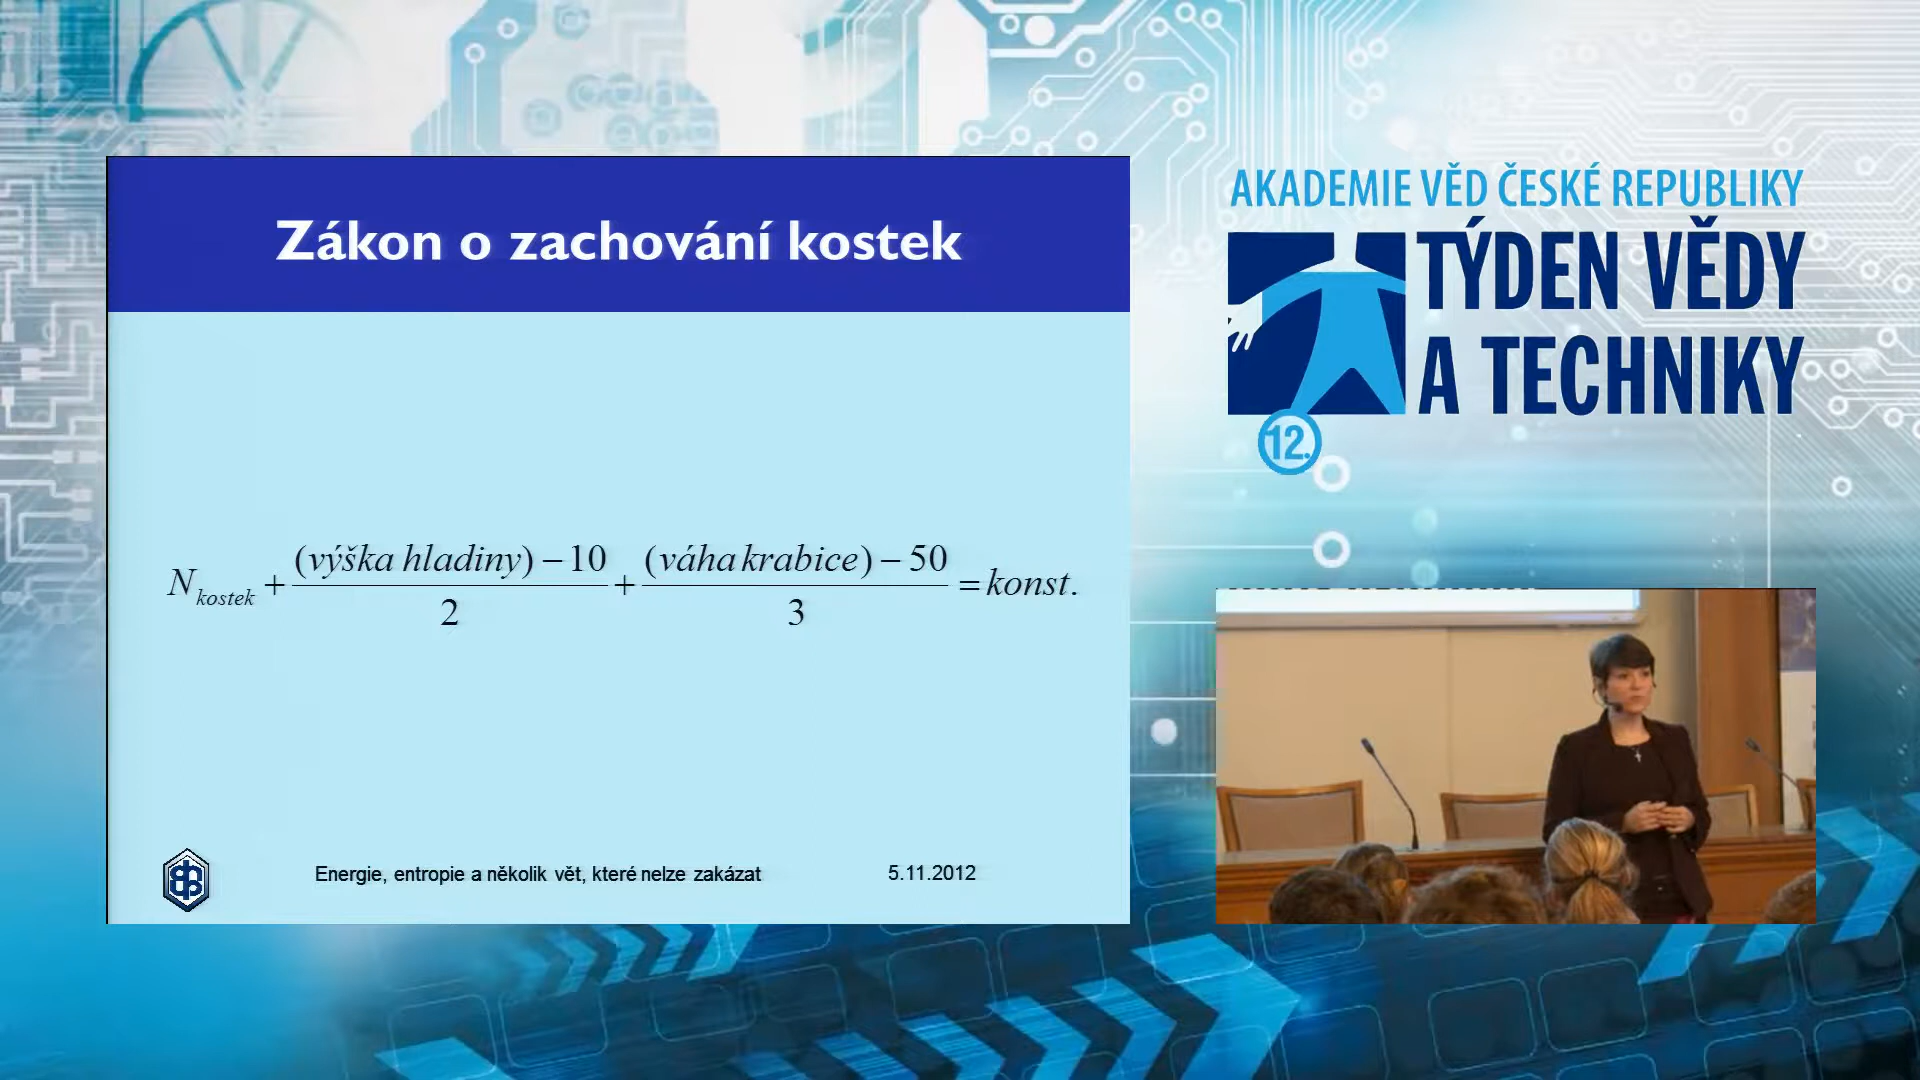 Zákon o zachování kostek
N_kostek + (výška hladiny) – 10 / 2 + (váha krabice) – 50 / 3 = konst.
Energie, entropie a několik vět, které nelze zakázat
5.11.2012
AKADEMIE VĚD ČESKÉ REPUBLIKY
TÝDEN VĚDY
A TECHNIKY
12.